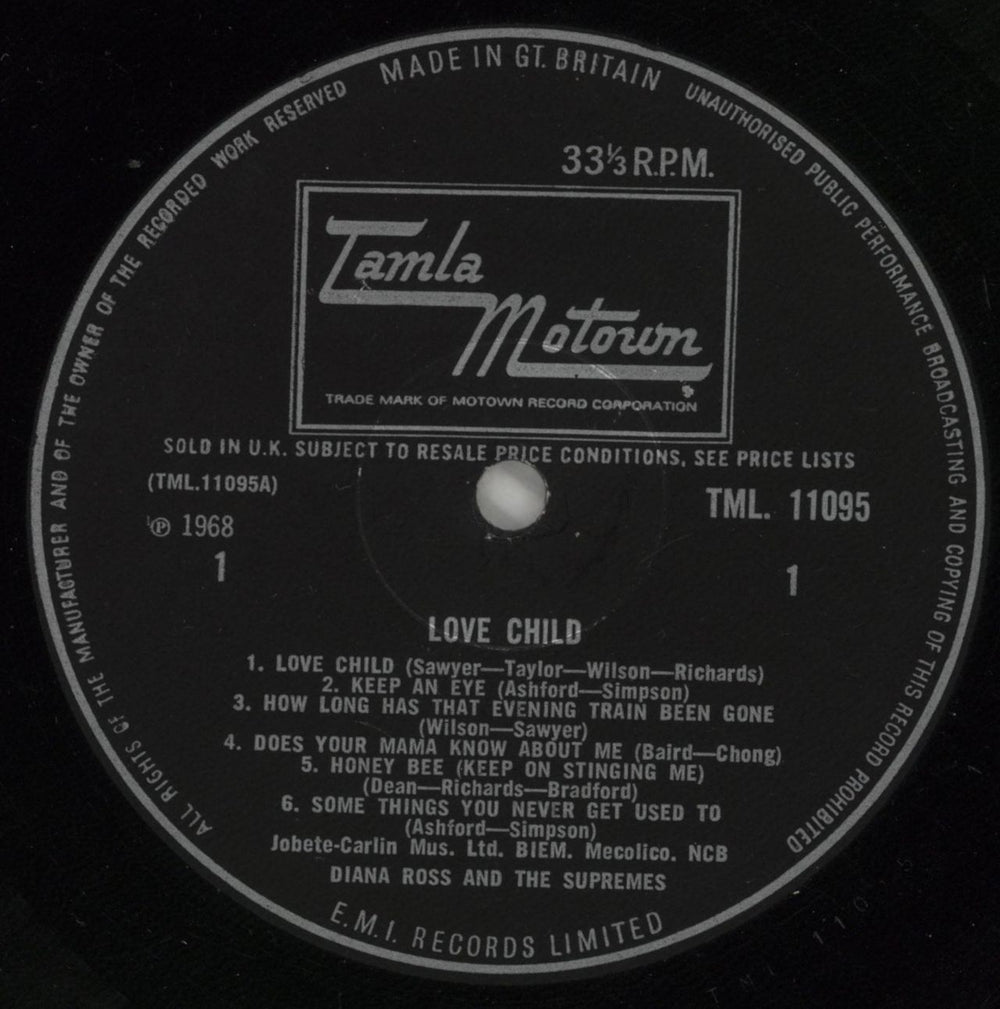 MADE IN GT. BRITAIN
UNAUTHORISED PUBLIC PERFORMANCE BROADCASTING AND COPYING OF THIS RECORD PROHIBITED
ALL RIGHTS OF THE MANUFACTURER AND OF THE OWNER OF THE RECORDED WORK RESERVED
33⅓ R.P.M.
Tamla
Motown
TRADE MARK OF MOTOWN RECORD CORPORATION
SOLD IN U.K. SUBJECT TO RESALE PRICE CONDITIONS, SEE PRICE LISTS
(TML.11095A)
TML. 11095
℗ 1968
1
1
LOVE CHILD
1. LOVE CHILD (Sawyer—Taylor—Wilson—Richards)
2. KEEP AN EYE (Ashford—Simpson)
3. HOW LONG HAS THAT EVENING TRAIN BEEN GONE
(Wilson—Sawyer)
4. DOES YOUR MAMA KNOW ABOUT ME (Baird—Chong)
5. HONEY BEE (KEEP ON STINGING ME)
(Dean—Richards—Bradford)
6. SOME THINGS YOU NEVER GET USED TO
(Ashford—Simpson)
Jobete-Carlin Mus. Ltd. BIEM. Mecolico. NCB
DIANA ROSS AND THE SUPREMES
E.M.I. RECORDS LIMITED